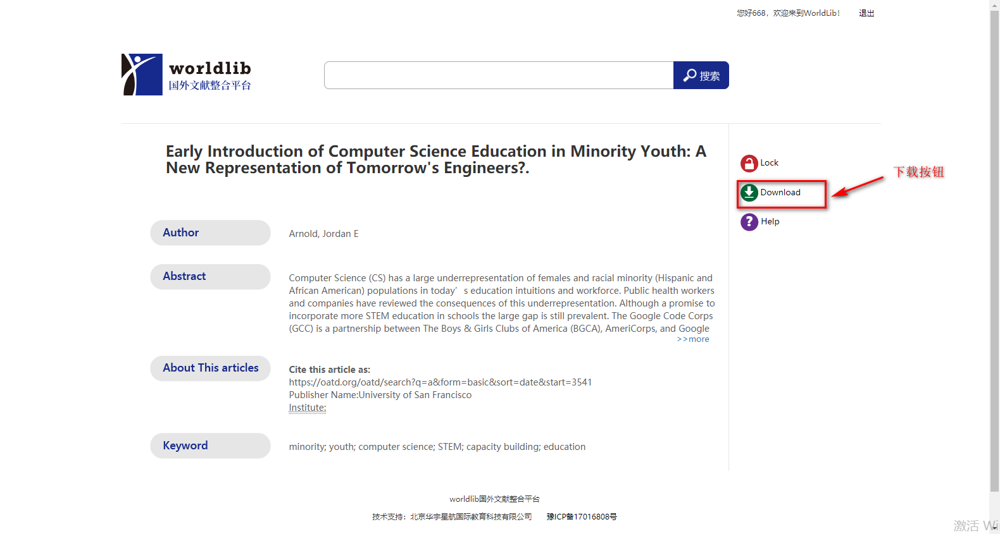 您好668，欢迎来到WorldLib！ 退出
worldlib
国外文献整合平台
搜索
Early Introduction of Computer Science Education in Minority Youth: A
New Representation of Tomorrow's Engineers?.
Lock
Download
下载按钮
Help
Author
Arnold, Jordan E
Abstract
Computer Science (CS) has a large underrepresentation of females and racial minority (Hispanic and
African American) populations in today’s education intuitions and workforce. Public health workers
and companies have reviewed the consequences of this underrepresentation. Although a promise to
incorporate more STEM education in schools the large gap is still prevalent. The Google Code Corps
(GCC) is a partnership between The Boys & Girls Clubs of America (BGCA), AmeriCorps, and Google
>>more
About This articles
Cite this article as:
https://oatd.org/oatd/search?q=a&form=basic&sort=date&start=3541
Publisher Name:University of San Francisco
Institute:
Keyword
minority; youth; computer science; STEM; capacity building; education
worldlib国外文献整合平台
技术支持：北京华宇星航国际教育科技有限公司 豫ICP备17016808号
激活